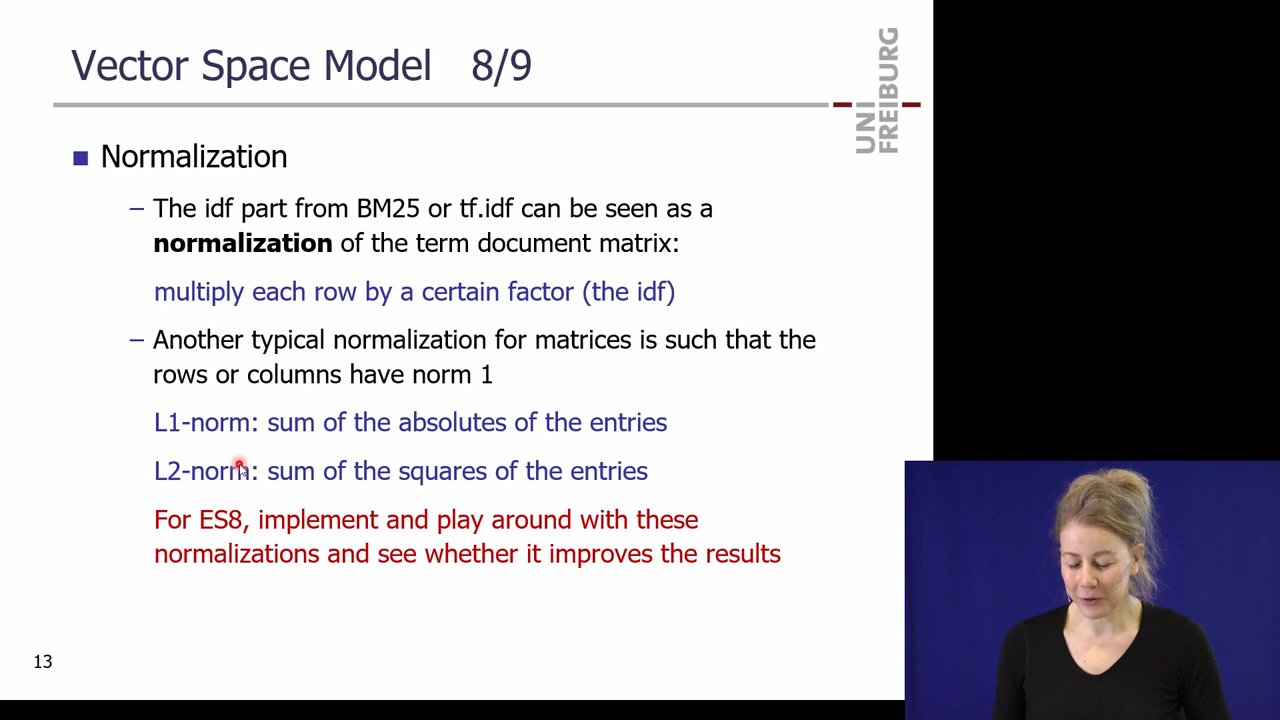 Vector Space Model 8/9
UNI
FREIBURG
Normalization
– The idf part from BM25 or tf.idf can be seen as a
normalization of the term document matrix:
multiply each row by a certain factor (the idf)
– Another typical normalization for matrices is such that the
rows or columns have norm 1
L1-norm: sum of the absolutes of the entries
L2-norm: sum of the squares of the entries
For ES8, implement and play around with these
normalizations and see whether it improves the results
13